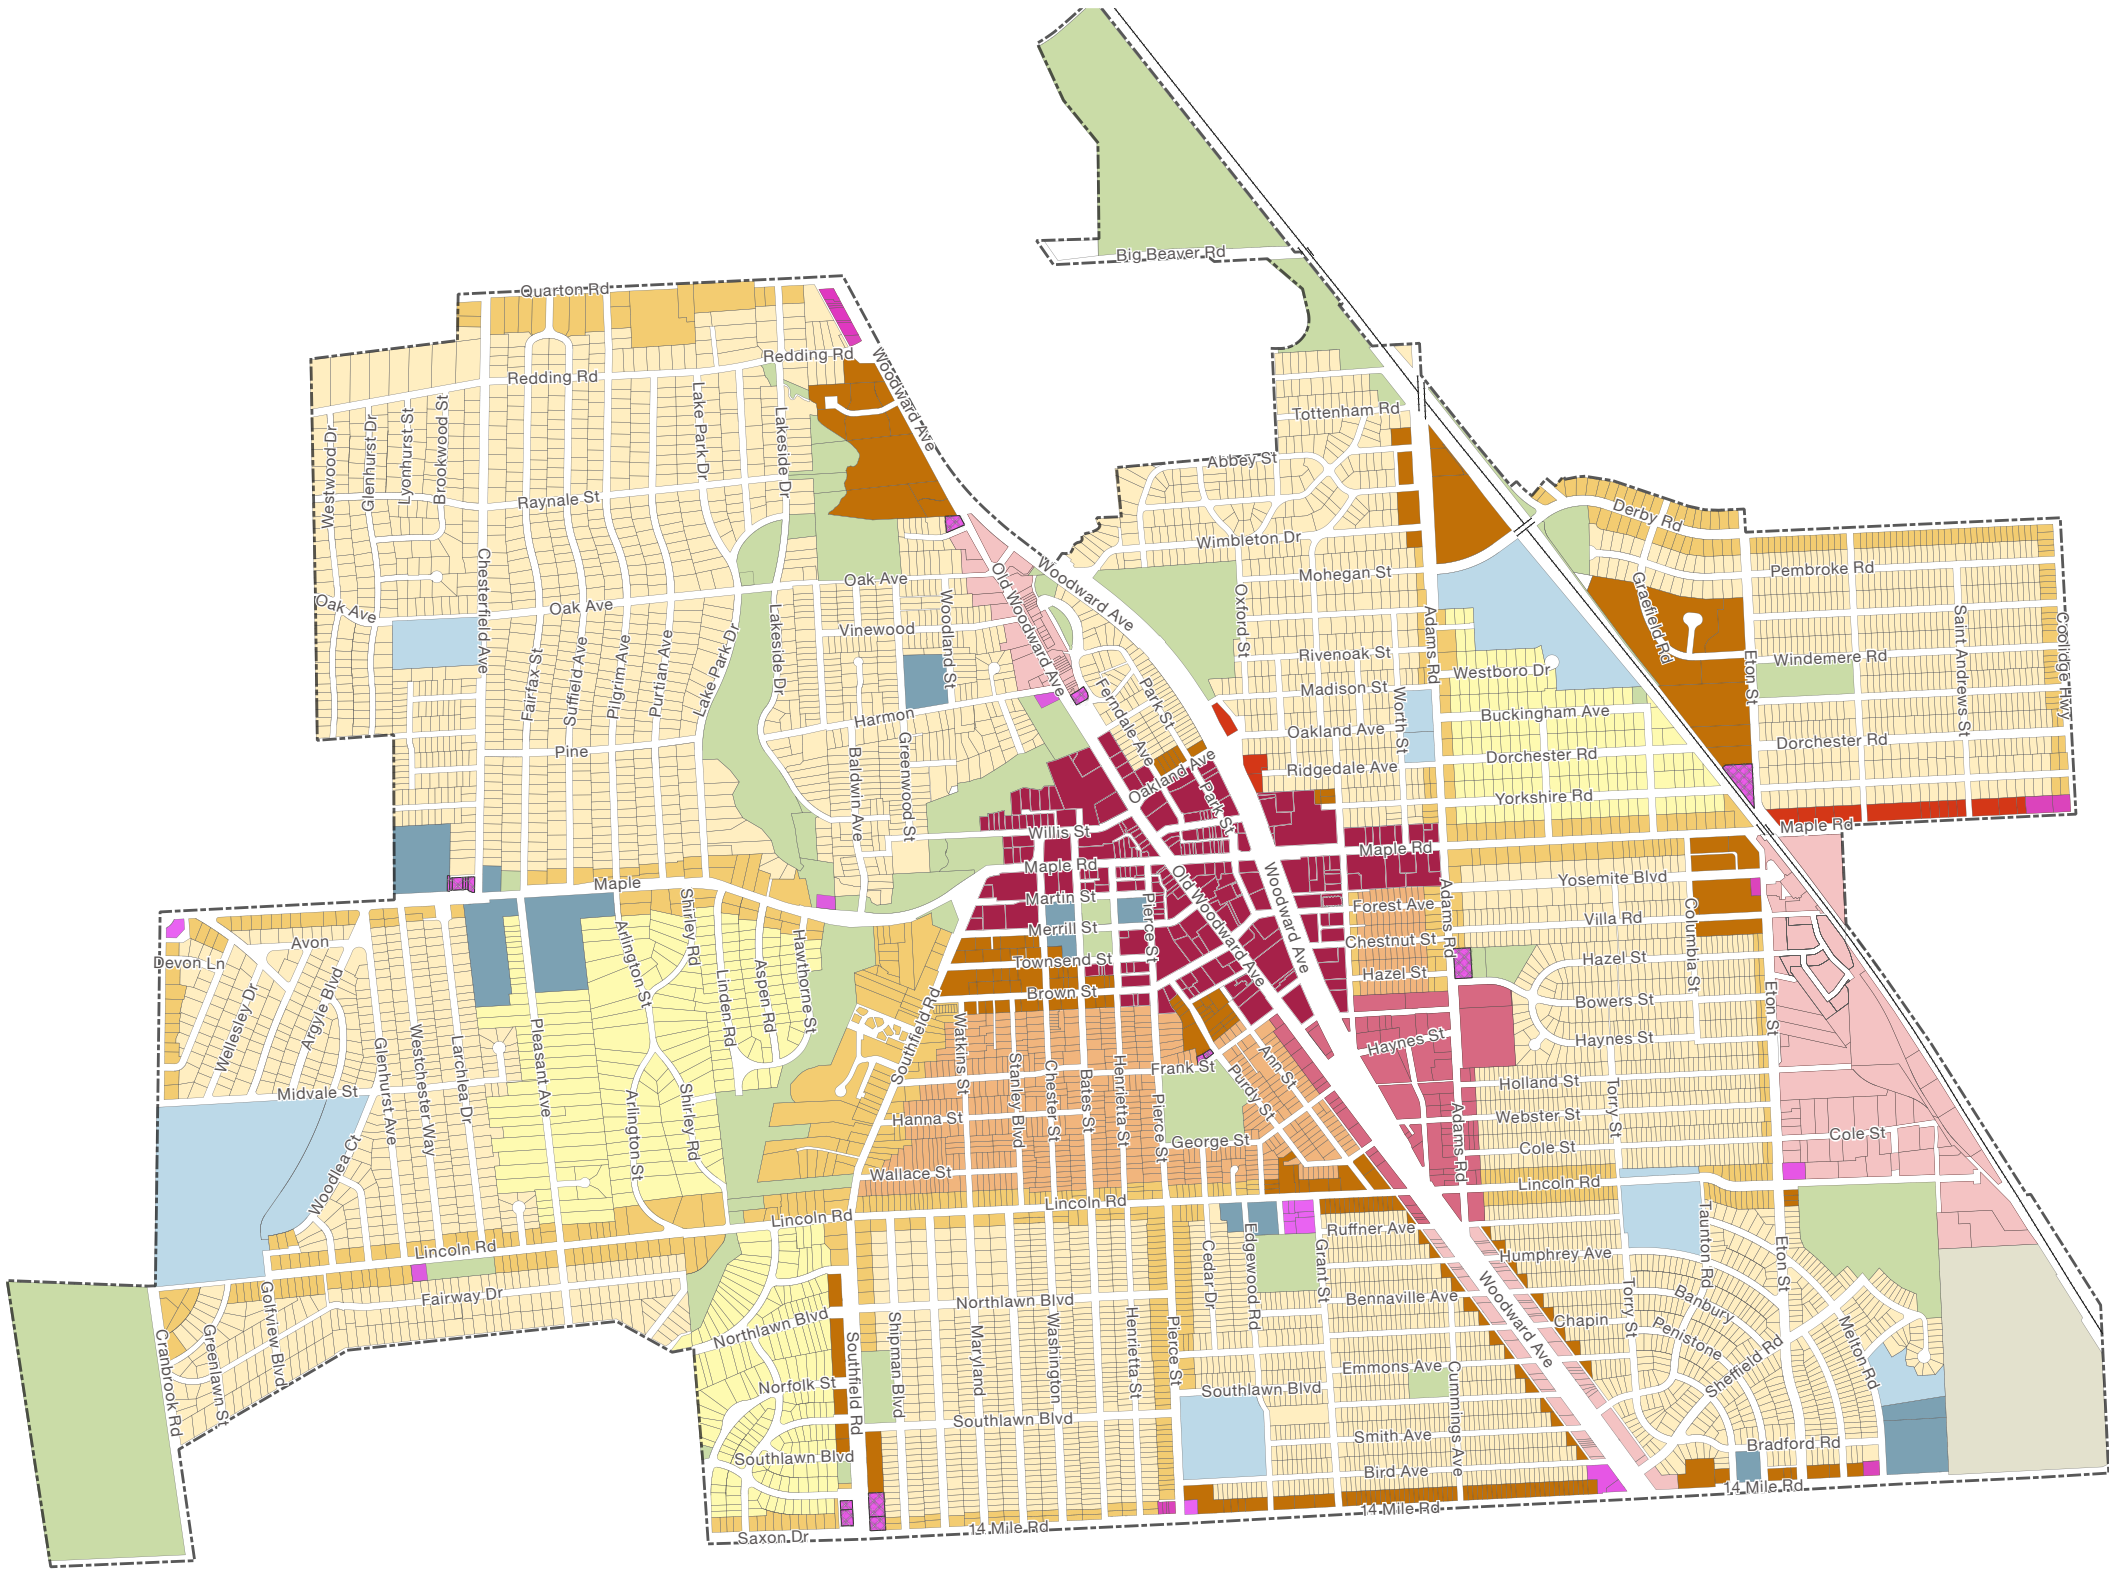 Big Beaver Rd
Quarton Rd
Redding Rd
Woodward Ave
Redding Rd
Tottenham Rd
Westwood Dr
Glenhurst Dr
Lyonhurst St
Brookwood St
Lake Park Dr
Lakeside Dr
Abbey St
Raynale St
Derby Rd
Wimbleton Dr
Mohegan St
Pembroke Rd
Oak Ave
Old Woodward Ave
Woodward Ave
Oak Ave
Oak Ave
Chesterfield Ave
Vinewood
Woodland St
Oxford St
Adams Rd
Graefield Rd
Saint Andrews St
Coolidge Hwy
Rivenoak St
Windemere Rd
Westboro Dr
Eton St
Fairfax St
Suffield Ave
Pilgrim Ave
Puritan Ave
Lake Park Dr
Lakeside Dr
Madison St
Worth St
Buckingham Ave
Park St
Ferndale Ave
Harmon
Oakland Ave
Dorchester Rd
Pine
Dorchester Rd
Greenwood St
Baldwin Ave
Ridgedale Ave
Oakland Ave
Park St
Yorkshire Rd
Willis St
Maple Rd
Maple Rd
Maple Rd
Maple
Yosemite Blvd
Martin St
Forest Ave
Villa Rd
Merrill St
Pierce St
Old Woodward Ave
Woodward Ave
Chestnut St
Adams Rd
Columbia St
Avon
Devon Ln
Shirley Rd
Arlington St
Hawthorne St
Aspen Rd
Linden Rd
Townsend St
Hazel St
Hazel St
Wellesley Dr
Argyle Blvd
Brown St
Bowers St
Eton St
Southfield Rd
Watkins St
Haynes St
Haynes St
Glenhurst Ave
Westchester Way
Larchlea Dr
Pleasant Ave
Stanley Blvd
Chester St
Bates St
Henrietta St
Pierce St
Frank St
Ann St
Purdy St
Holland St
Torry St
Midvale St
Arlington St
Shirley Rd
Hanna St
Webster St
Adams Rd
George St
Cole St
Cole St
Woodlea Ct
Wallace St
Lincoln Rd
Lincoln Rd
Lincoln Rd
Lincoln Rd
Ruffner Ave
Taunton Rd
Humphrey Ave
Eton St
Edgewood Rd
Cedar Dr
Grant St
Fairway Dr
Northlawn Blvd
Bennaville Ave
Woodward Ave
Torry St
Banbury
Golfview Blvd
Northlawn Blvd
Chapin
Cranbrook Rd
Greenlawn St
Southfield Rd
Shipman Blvd
Maryland
Washington
Henrietta St
Pierce St
Penistone
Melton Rd
Emmons Ave
Sheffield Rd
Norfolk St
Southlawn Blvd
Cummings Ave
Southlawn Blvd
Smith Ave
Bradford Rd
Southlawn Blvd
Bird Ave
14 Mile Rd
14 Mile Rd
14 Mile Rd
Saxon Dr